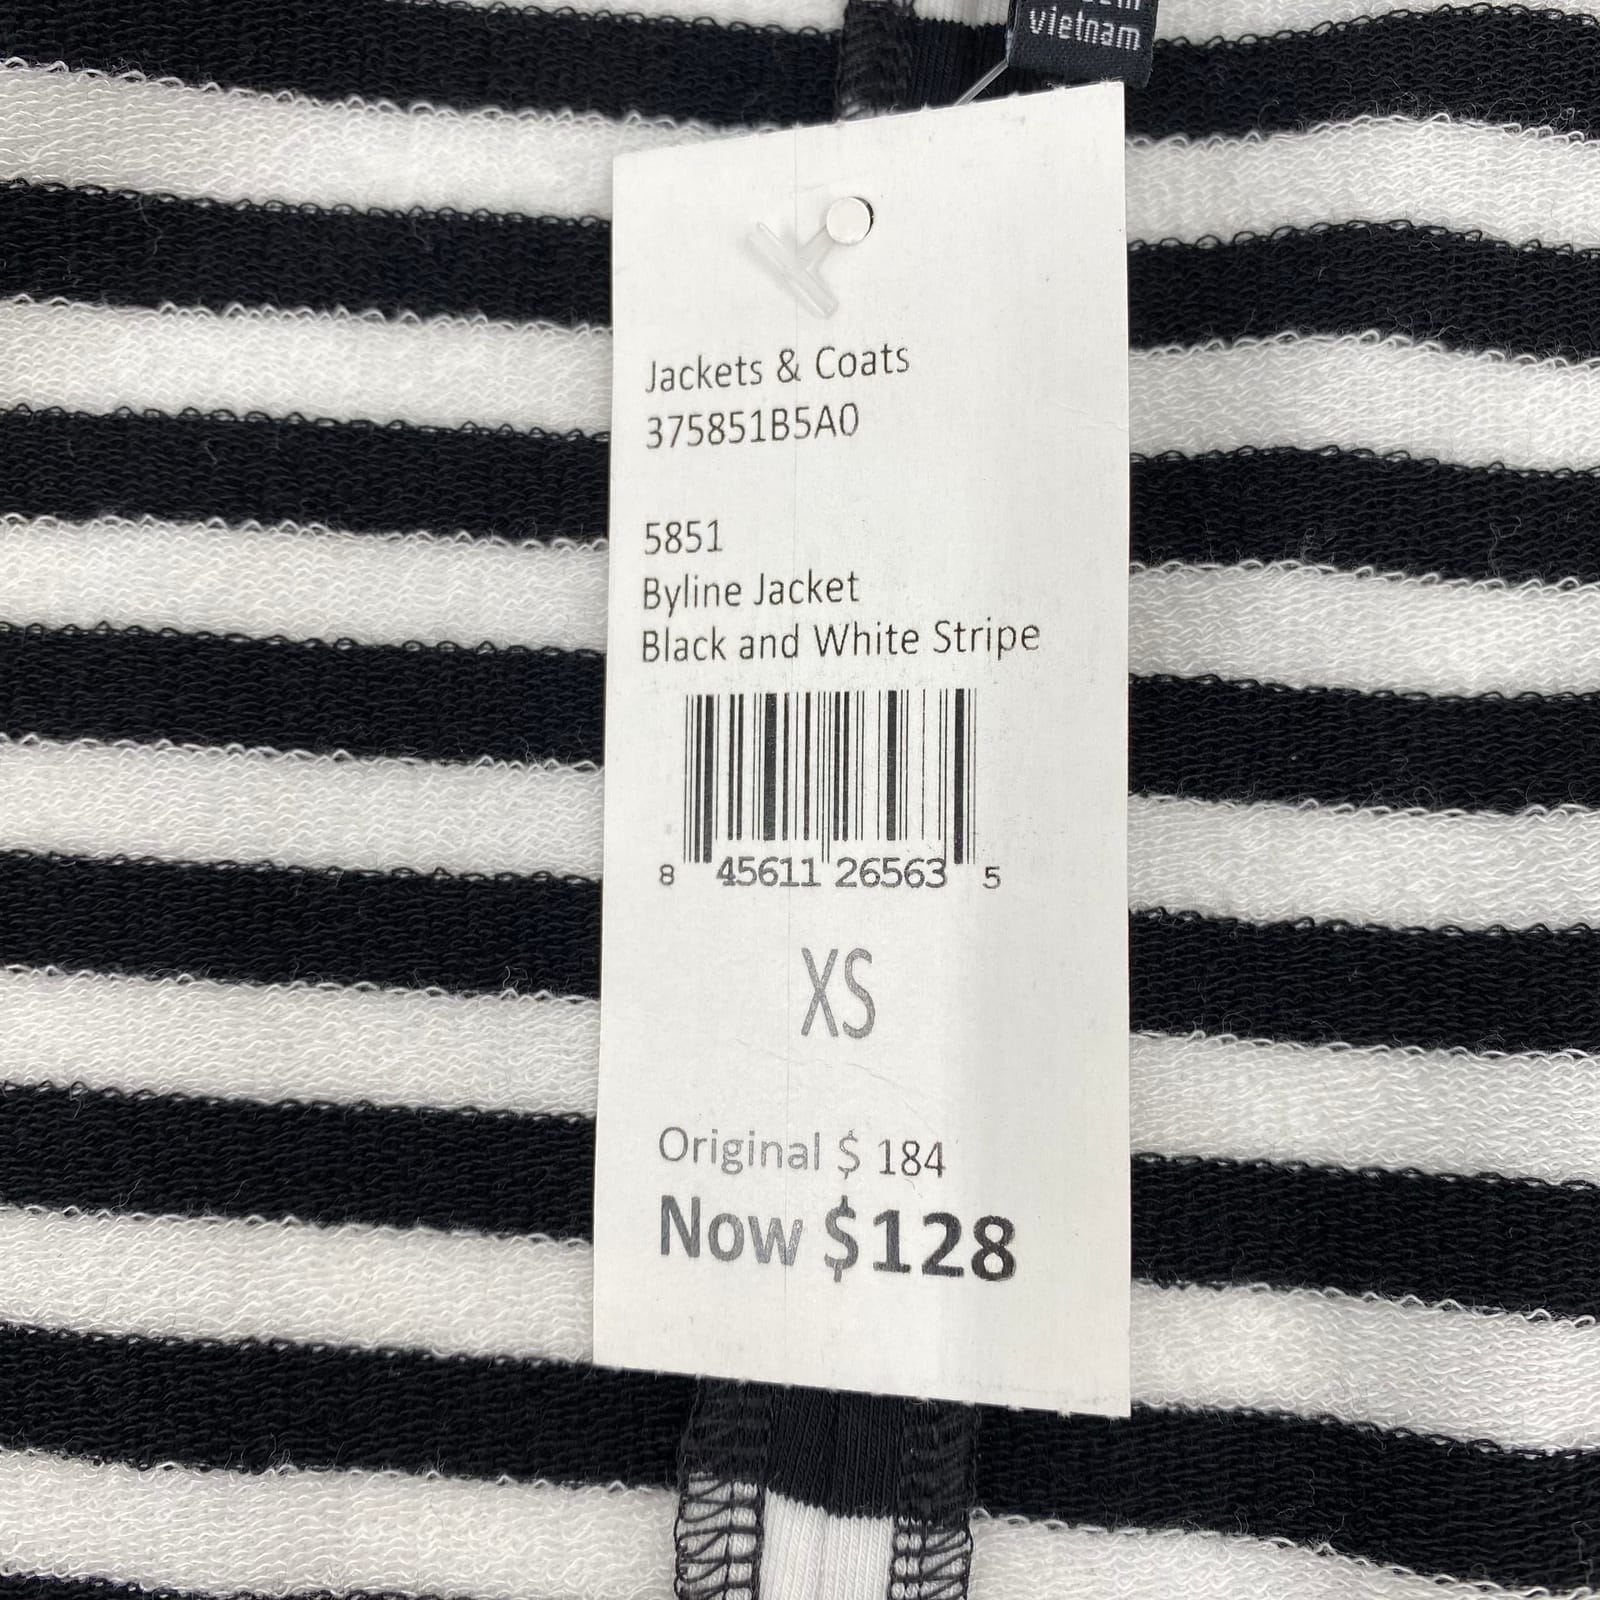 vietnam
Jackets & Coats
375851B5A0
5851
Byline Jacket
Black and White Stripe
8 45611 26563 5
XS
Original $ 184
Now $128